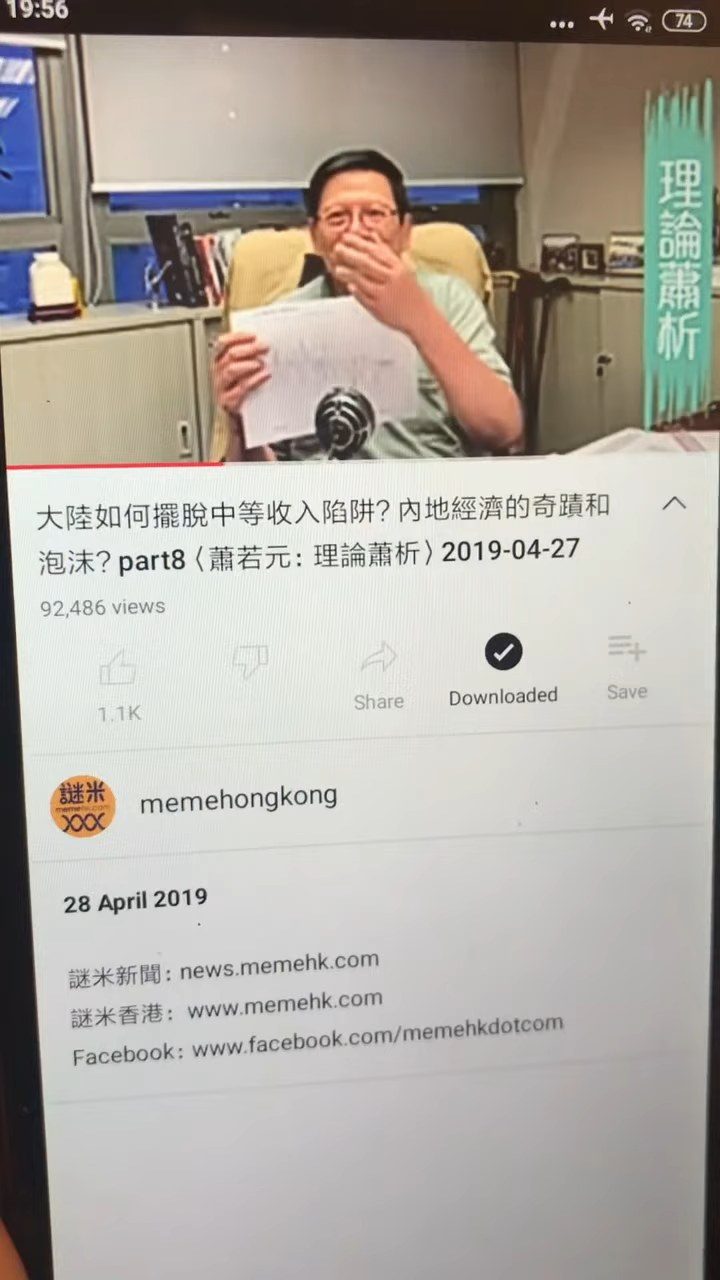 19:56
74
理論蕭析
大陸如何擺脫中等收入陷阱? 內地經濟的奇蹟和
泡沫? part8〈蕭若元：理論蕭析〉2019-04-27
92,486 views
1.1K
Share
Downloaded
Save
謎米
memehk.com
XXX
memehongkong
28 April 2019
謎米新聞: news.memehk.com
謎米香港: www.memehk.com
Facebook: www.facebook.com/memehkdotcom